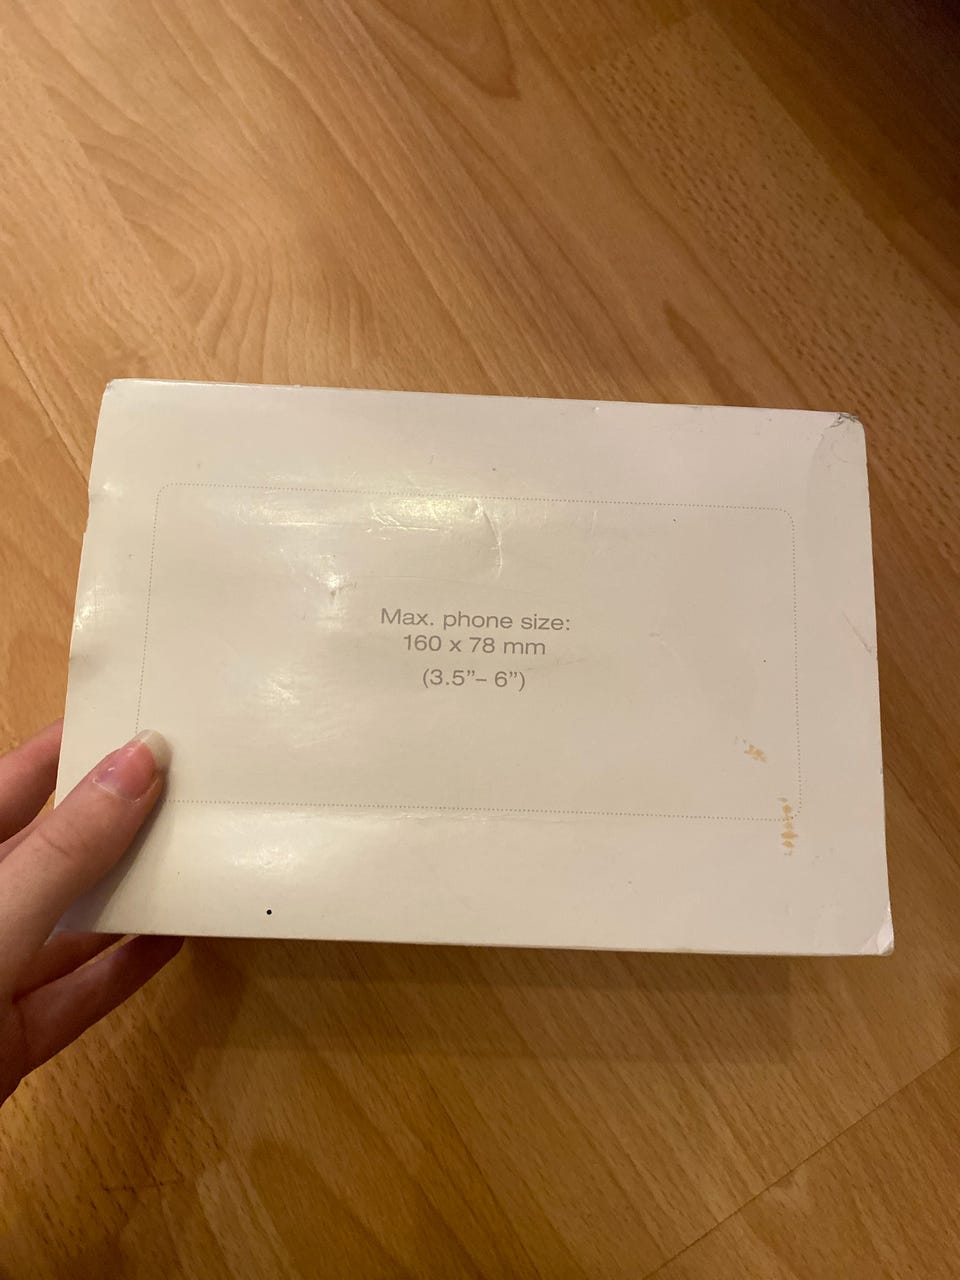 Max. phone size:
160 x 78 mm
(3.5”– 6”)